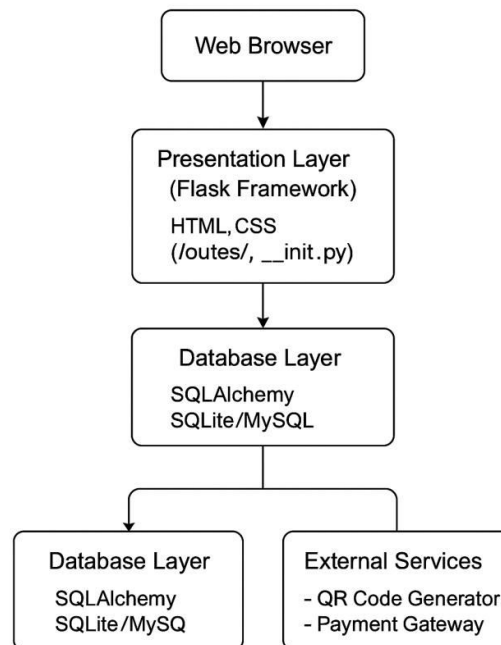 Web Browser
Presentation Layer
(Flask Framework)
HTML, CSS
(/outes/, __init.py)
Database Layer
SQLAlchemy
SQLite/MySQL
Database Layer
SQLAlchemy
SQLite/MySQ
External Services
- QR Code Generator
- Payment Gateway